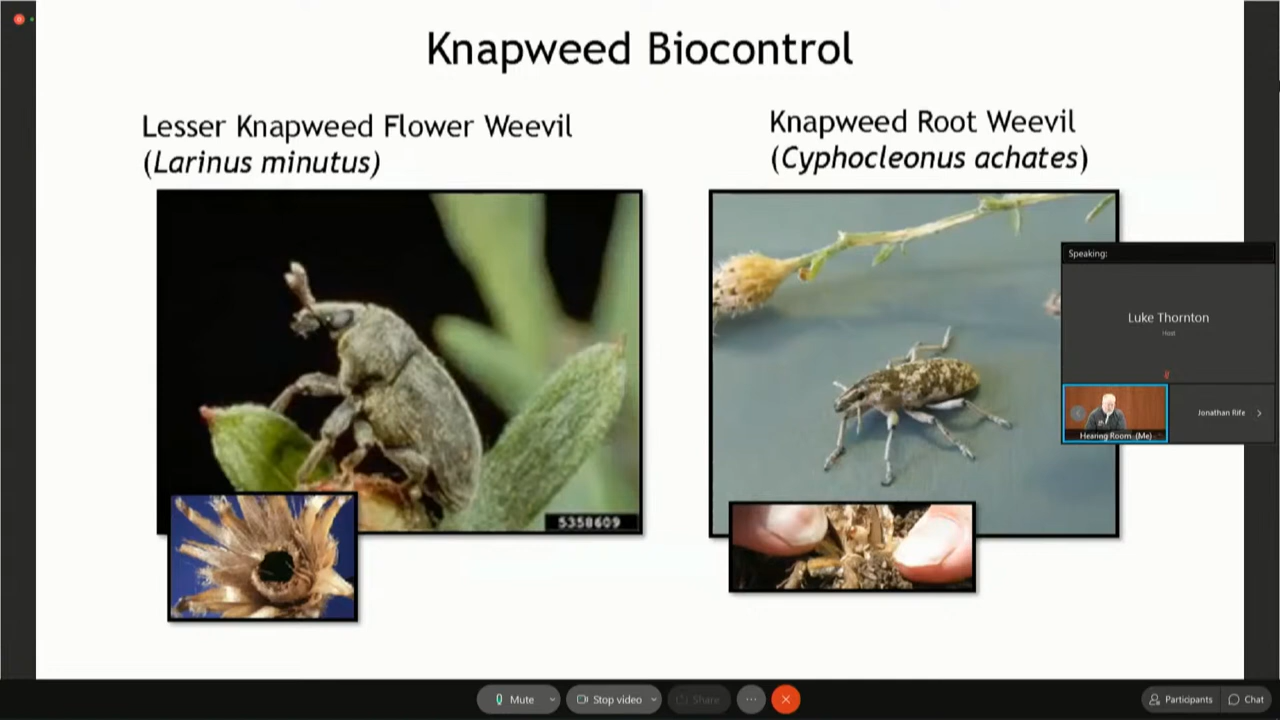 Knapweed Biocontrol
Lesser Knapweed Flower Weevil
(Larinus minutus)
Knapweed Root Weevil
(Cyphocleonus achates)
Speaking:
Luke Thornton
Host
Hearing Room (Me)
Jonathan Rife
5358609
Mute
Stop video
Share
Participants
Chat